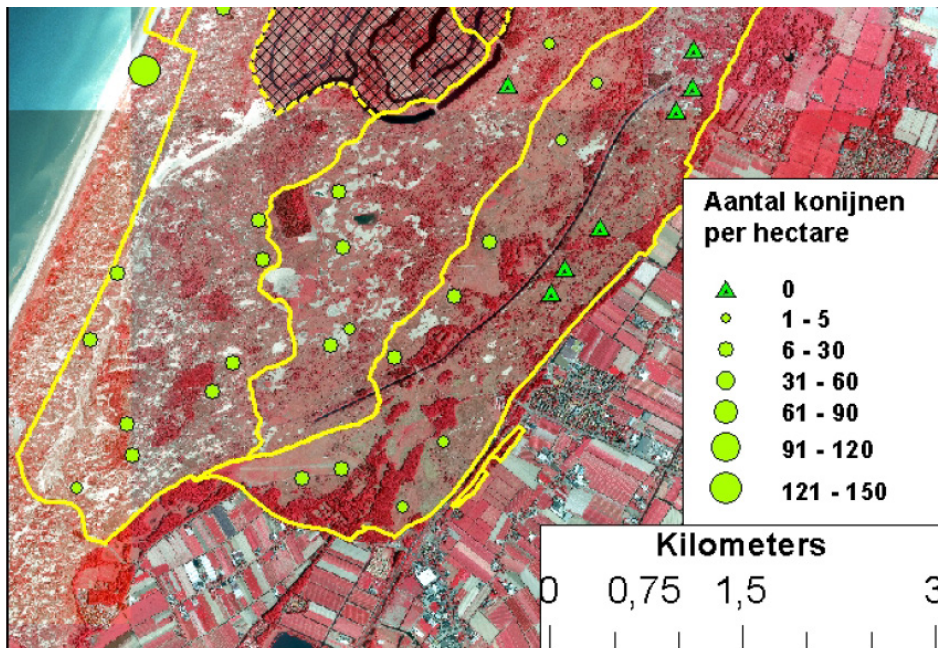 Aantal konijnen
per hectare
0
1 - 5
6 - 30
31 - 60
61 - 90
91 - 120
121 - 150
Kilometers
0 0,75 1,5 3